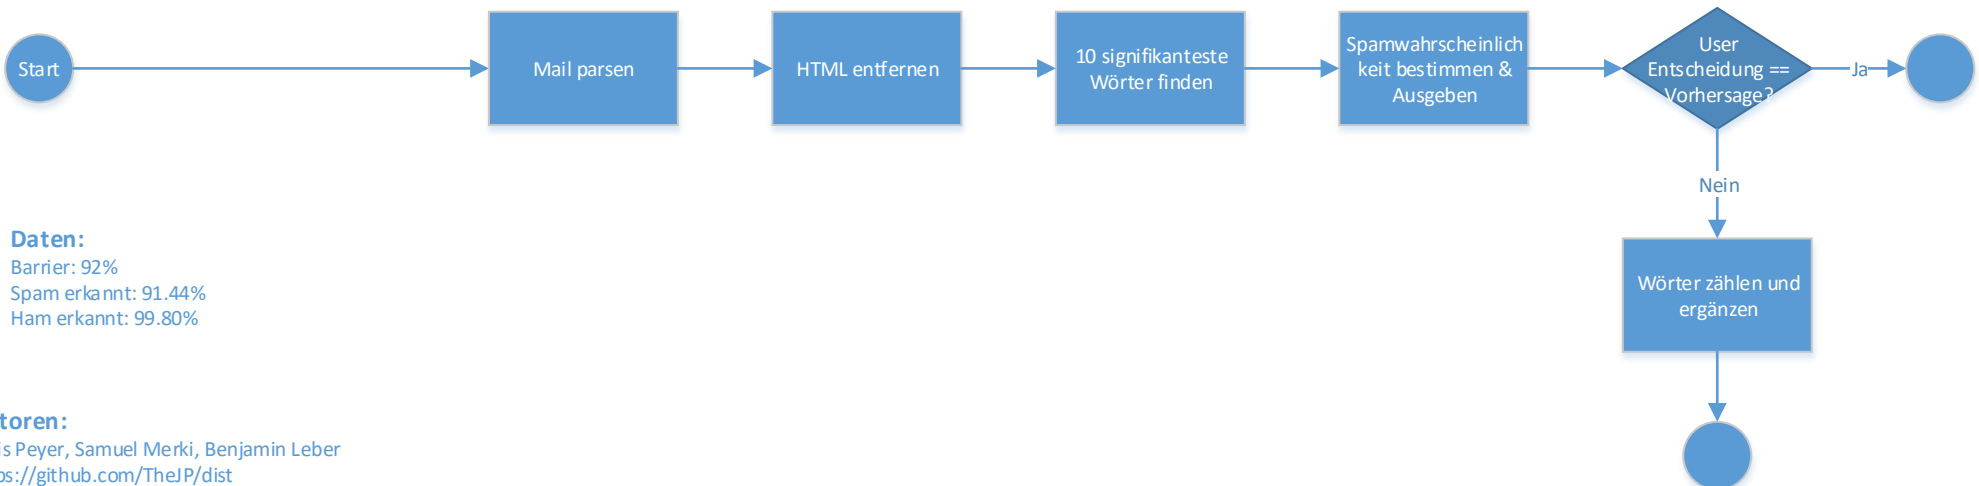 Start
Mail parsen
HTML entfernen
10 signifikanteste
Wörter finden
Spamwahrscheinlich
keit bestimmen &
Ausgeben
User
Entscheidung ==
Vorhersage?
Ja
Nein
Wörter zählen und
ergänzen
Daten:
Barrier: 92%
Spam erkannt: 91.44%
Ham erkannt: 99.80%
toren:
is Peyer, Samuel Merki, Benjamin Leber
ps://github.com/TheJP/dist